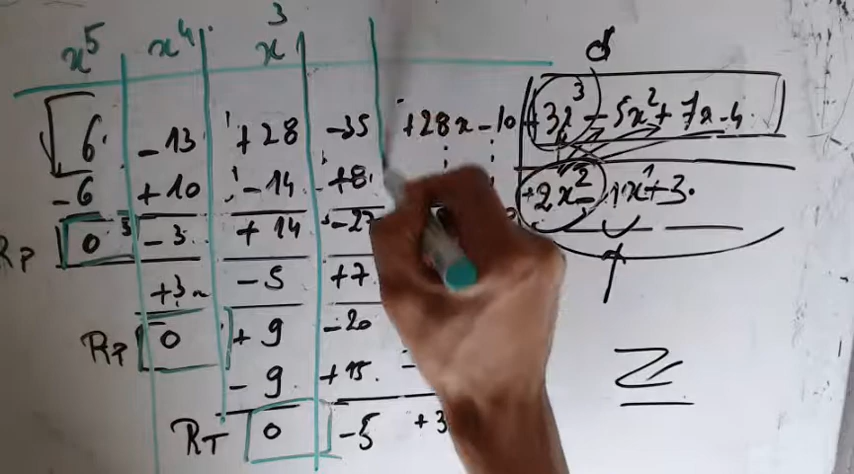 x⁵ x⁴ x³ d
6 -13 +28 -35 +28x -10 +3x³ -5x² + 7x -4
-6 +10 -14 +8 +2x² -1x +3
Rp 0 -3 +14 -27
+3 -5 +7
Rp 0 +9 -20
-9 +15
RT 0 -5 +3